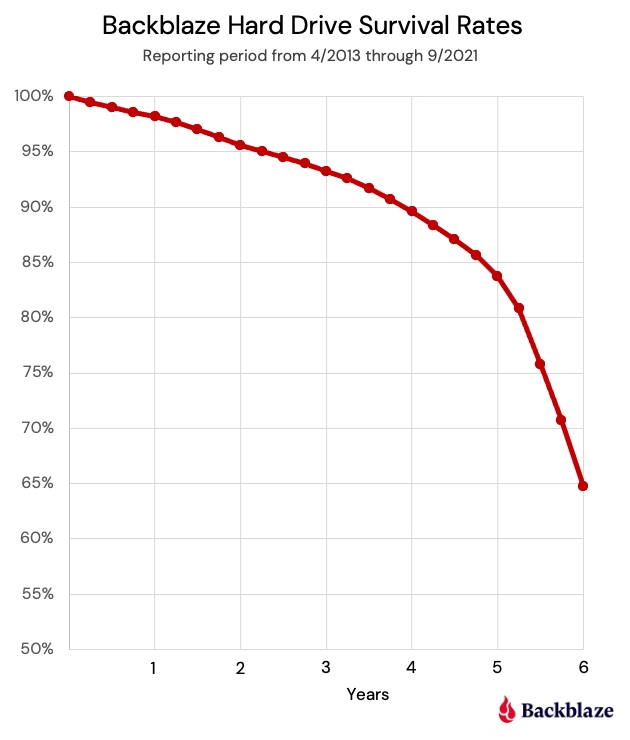 Backblaze Hard Drive Survival Rates
Reporting period from 4/2013 through 9/2021
100%
95%
90%
85%
80%
75%
70%
65%
60%
55%
50%
1 2 3 4 5 6
Years
Backblaze